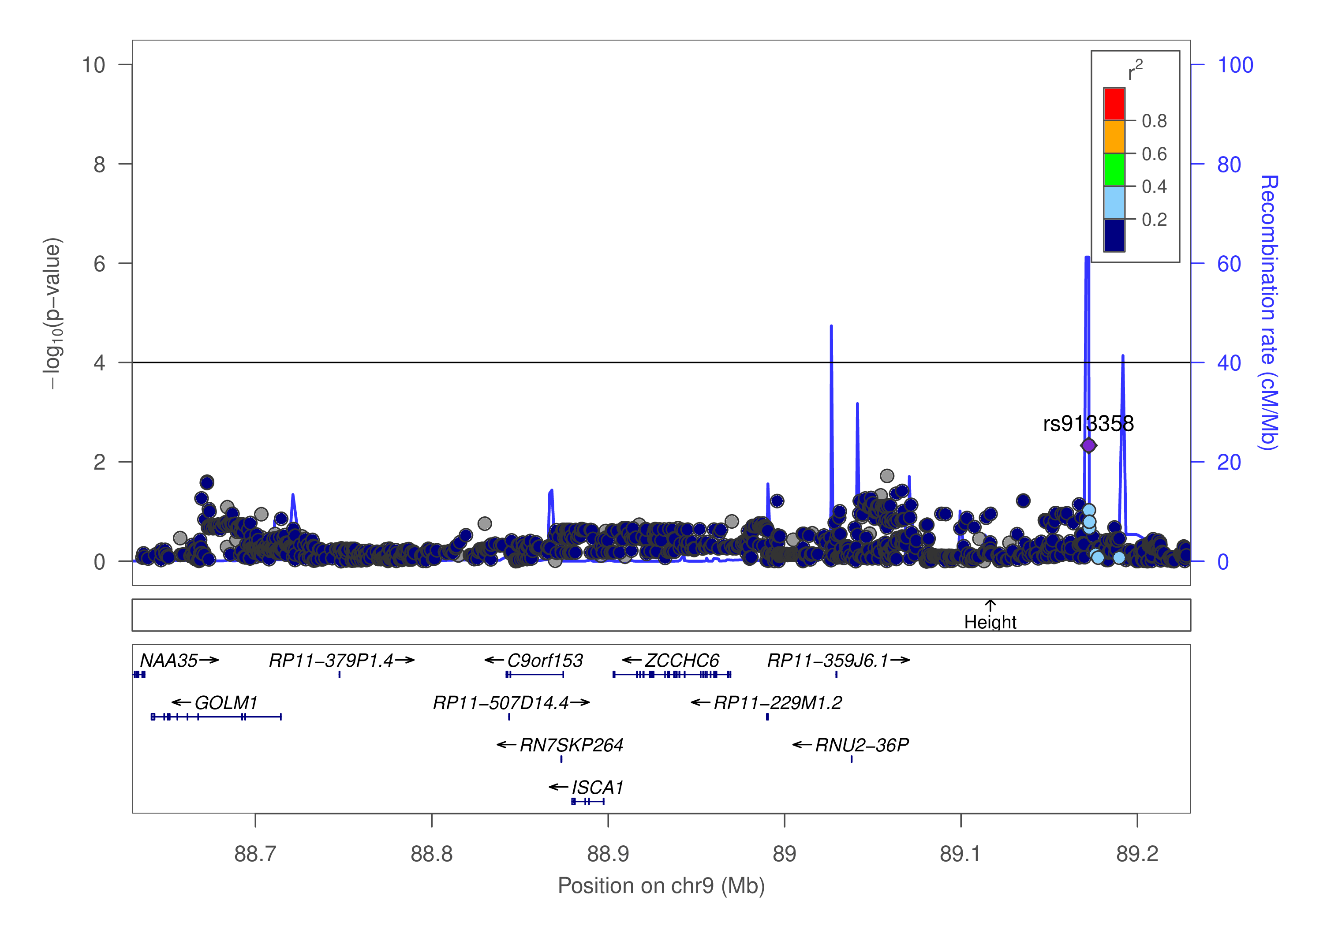 10
8
6
4
2
0
−log10(p−value)
100
80
60
40
20
0
Recombination rate (cM/Mb)
r2
0.8
0.6
0.4
0.2
rs913358
Height
NAA35 RP11−379P1.4 C9orf153 ZCCHC6 RP11−359J6.1
GOLM1 RP11−507D14.4 RP11−229M1.2
RN7SKP264 RNU2−36P
ISCA1
88.7 88.8 88.9 89 89.1 89.2
Position on chr9 (Mb)